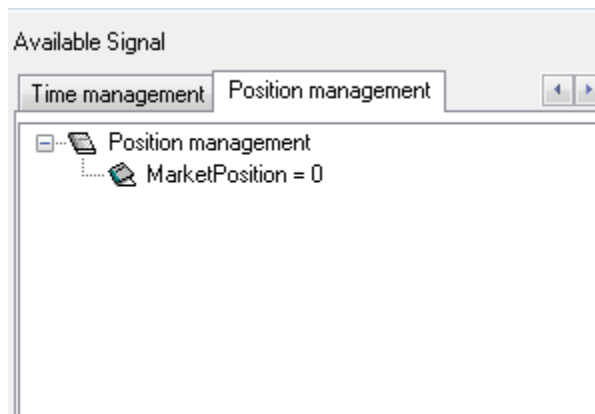 Available Signal
Time management Position management
Position management
MarketPosition = 0